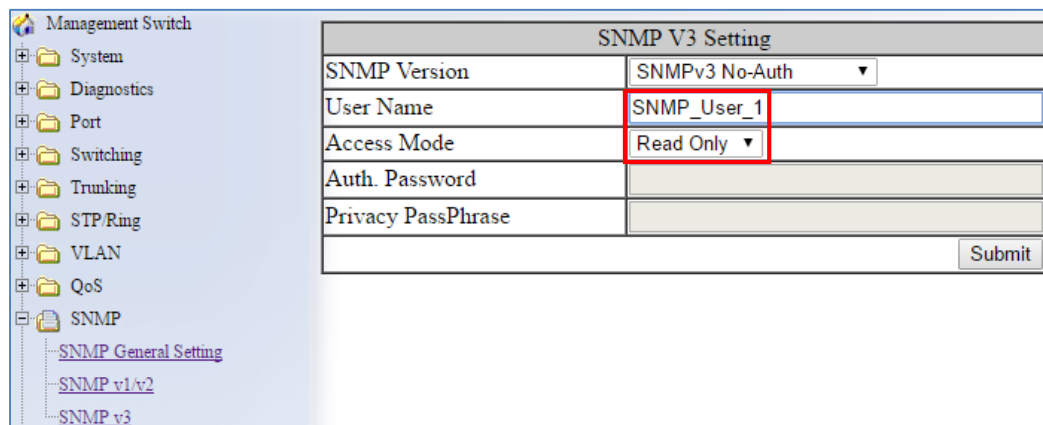 Management Switch
System
Diagnostics
Port
Switching
Trunking
STP/Ring
VLAN
QoS
SNMP
SNMP General Setting
SNMP v1/v2
SNMP v3
SNMP V3 Setting
SNMP Version SNMPv3 No-Auth
User Name SNMP_User_1
Access Mode Read Only
Auth. Password
Privacy PassPhrase
Submit